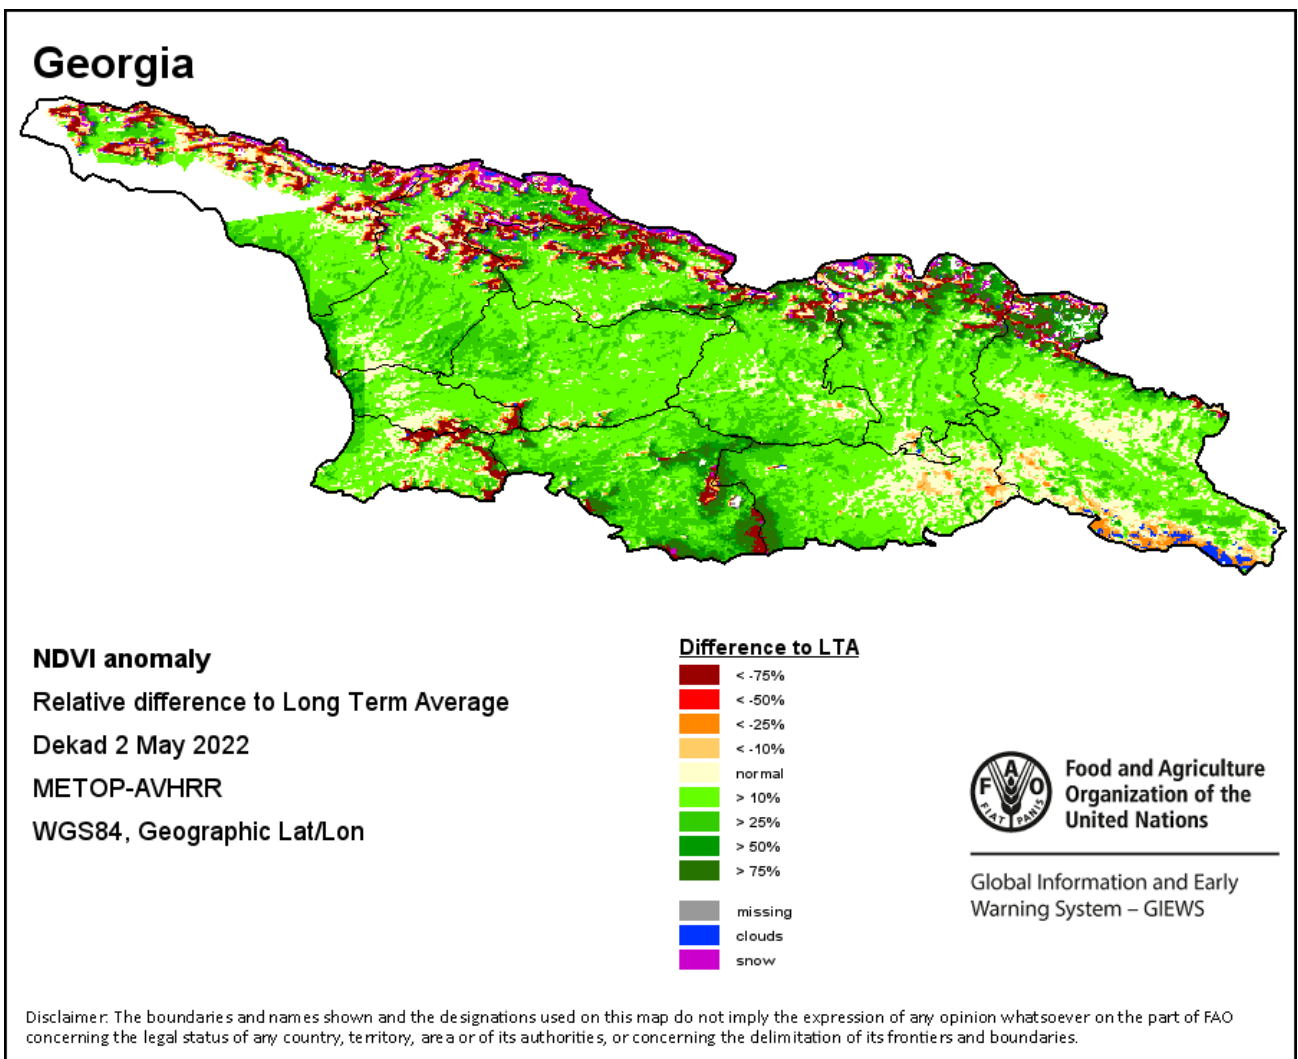 Georgia
NDVI anomaly
Relative difference to Long Term Average
Dekad 2 May 2022
METOP-AVHRR
WGS84, Geographic Lat/Lon
Difference to LTA
< -75%
< -50%
< -25%
< -10%
normal
> 10%
> 25%
> 50%
> 75%
missing
clouds
snow
F A O
FIAT PANIS
Food and Agriculture
Organization of the
United Nations
Global Information and Early
Warning System – GIEWS
Disclaimer: The boundaries and names shown and the designations used on this map do not imply the expression of any opinion whatsoever on the part of FAO
concerning the legal status of any country, territory, area or of its authorities, or concerning the delimitation of its frontiers and boundaries.